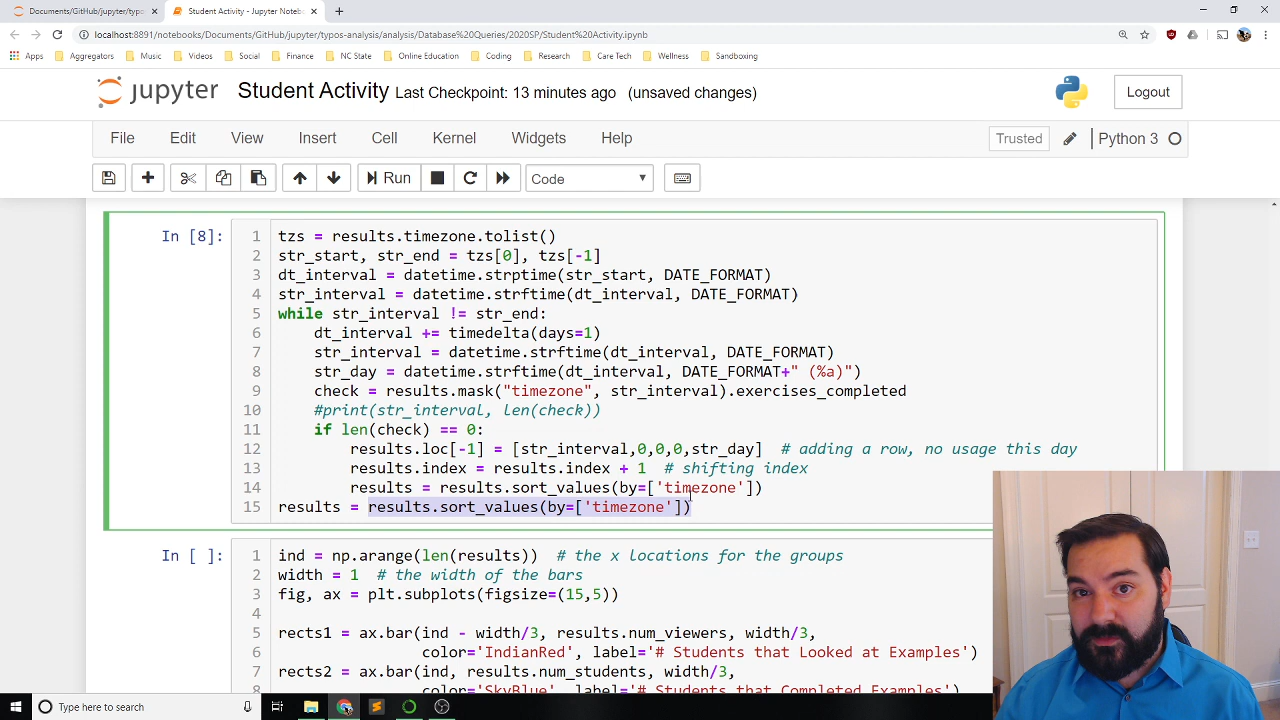 Documents/GitHub/jupyter/typo
Student Activity - Jupyter Noteb
localhost:8891/notebooks/Documents/GitHub/jupyter/typos-analysis/analysis/Database%20Queries/2020SP/Student%20Activity.ipynb
Apps Aggregators Music Videos Social Finance NC State Online Education Coding Research Care Tech Wellness Sandboxing
jupyter Student Activity Last Checkpoint: 13 minutes ago (unsaved changes) Logout
File Edit View Insert Cell Kernel Widgets Help Trusted Python 3
Run Code
In [8]: 1 tzs = results.timezone.tolist()
2 str_start, str_end = tzs[0], tzs[-1]
3 dt_interval = datetime.strptime(str_start, DATE_FORMAT)
4 str_interval = datetime.strftime(dt_interval, DATE_FORMAT)
5 while str_interval != str_end:
6 dt_interval += timedelta(days=1)
7 str_interval = datetime.strftime(dt_interval, DATE_FORMAT)
8 str_day = datetime.strftime(dt_interval, DATE_FORMAT+" (%a)")
9 check = results.mask("timezone", str_interval).exercises_completed
10 #print(str_interval, len(check))
11 if len(check) == 0:
12 results.loc[-1] = [str_interval,0,0,0,str_day] # adding a row, no usage this day
13 results.index = results.index + 1 # shifting index
14 results = results.sort_values(by=['timezone'])
15 results = results.sort_values(by=['timezone'])
In [ ]: 1 ind = np.arange(len(results)) # the x locations for the groups
2 width = 1 # the width of the bars
3 fig, ax = plt.subplots(figsize=(15,5))
4
5 rects1 = ax.bar(ind - width/3, results.num_viewers, width/3,
6 color='IndianRed', label='# Students that Looked at Examples')
7 rects2 = ax.bar(ind, results.num_students, width/3,
8 color='SkyBlue', label='# Students that Completed Examples')
Type here to search